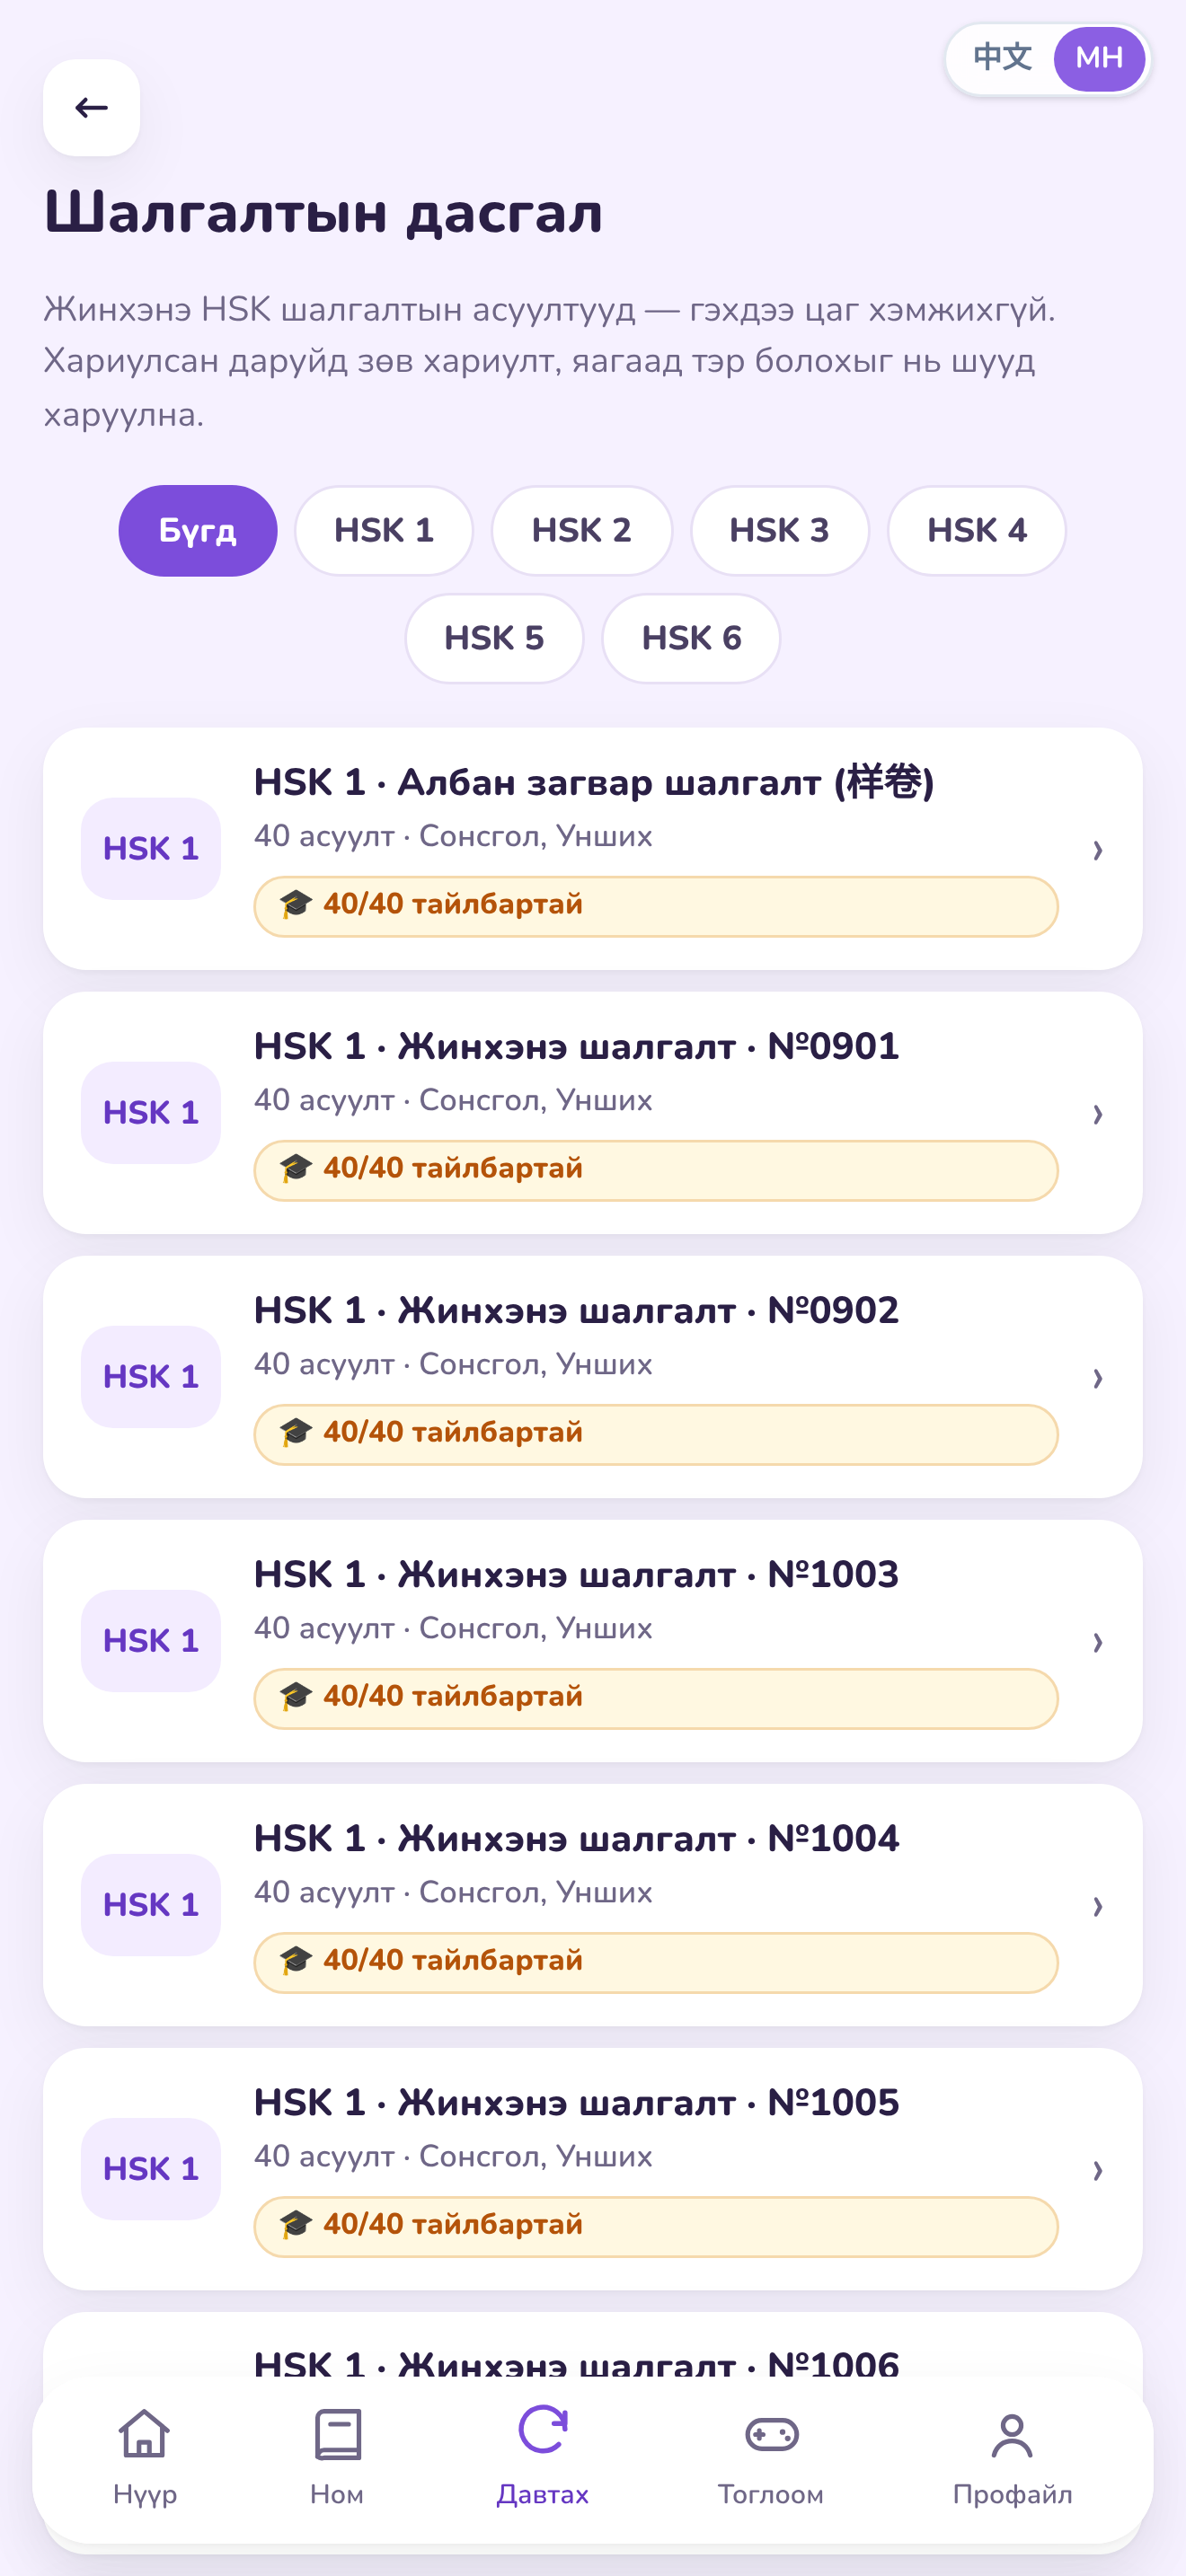 中文 МН
Шалгалтын дасгал
Жинхэнэ HSK шалгалтын асуултууд — гэхдээ цаг хэмжихгүй.
Хариулсан даруйд зөв хариулт, яагаад тэр болохыг нь шууд
харуулна.
Бүгд HSK 1 HSK 2 HSK 3 HSK 4
HSK 5 HSK 6
HSK 1 · Албан загвар шалгалт (样卷)
HSK 1
40 асуулт · Сонсгол, Унших
🎓 40/40 тайлбартай
HSK 1 · Жинхэнэ шалгалт · №0901
HSK 1
40 асуулт · Сонсгол, Унших
🎓 40/40 тайлбартай
HSK 1 · Жинхэнэ шалгалт · №0902
HSK 1
40 асуулт · Сонсгол, Унших
🎓 40/40 тайлбартай
HSK 1 · Жинхэнэ шалгалт · №1003
HSK 1
40 асуулт · Сонсгол, Унших
🎓 40/40 тайлбартай
HSK 1 · Жинхэнэ шалгалт · №1004
HSK 1
40 асуулт · Сонсгол, Унших
🎓 40/40 тайлбартай
HSK 1 · Жинхэнэ шалгалт · №1005
HSK 1
40 асуулт · Сонсгол, Унших
🎓 40/40 тайлбартай
HSK 1 · Жинхэнэ шалгалт · №1006
Нүүр Ном Давтах Тоглоом Профайл